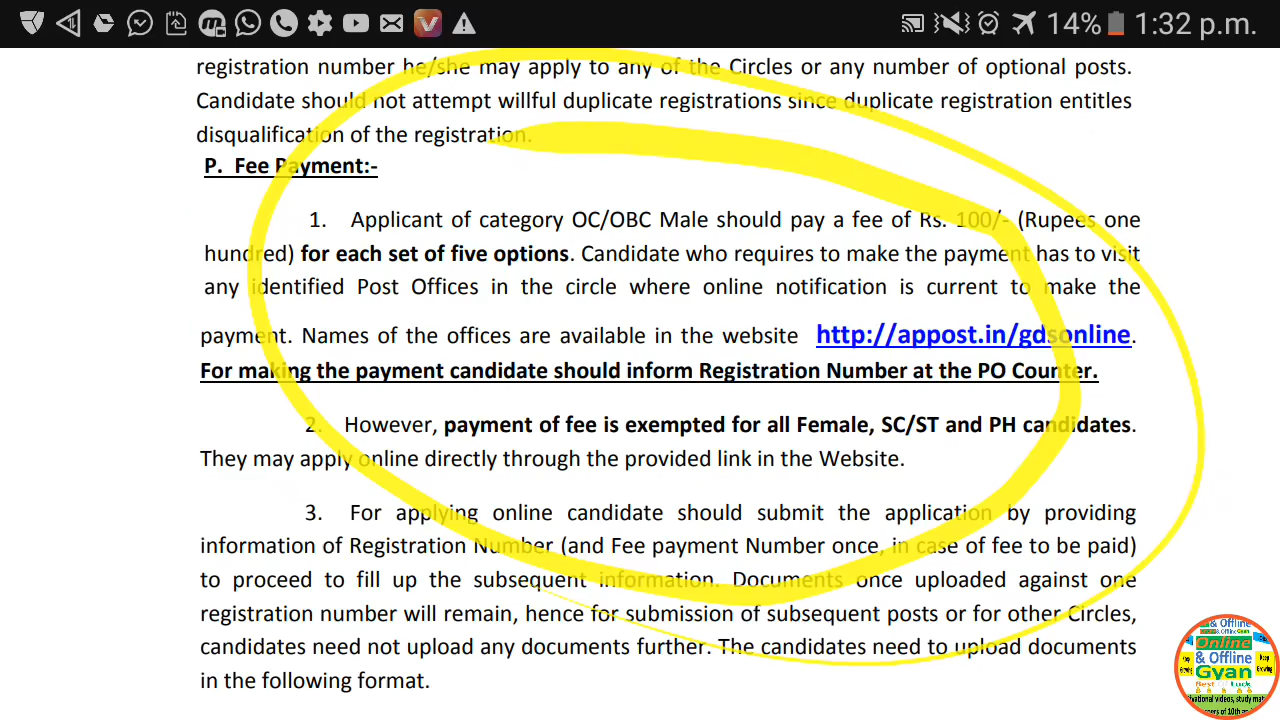 14% 1:32 p.m.
registration number he/she may apply to any of the Circles or any number of optional posts.
Candidate should not attempt willful duplicate registrations since duplicate registration entitles
disqualification of the registration.
P. Fee Payment:-
1. Applicant of category OC/OBC Male should pay a fee of Rs. 100/- (Rupees one
hundred) for each set of five options. Candidate who requires to make the payment has to visit
any identified Post Offices in the circle where online notification is current to make the
payment. Names of the offices are available in the website http://appost.in/gdsonline.
For making the payment candidate should inform Registration Number at the PO Counter.
2. However, payment of fee is exempted for all Female, SC/ST and PH candidates.
They may apply online directly through the provided link in the Website.
3. For applying online candidate should submit the application by providing
information of Registration Number (and Fee payment Number once, in case of fee to be paid)
to proceed to fill up the subsequent information. Documents once uploaded against one
registration number will remain, hence for submission of subsequent posts or for other Circles,
candidates need not upload any documents further. The candidates need to upload documents
in the following format.
& Offline
Online
& Offline
Gyan
Best Of Luck